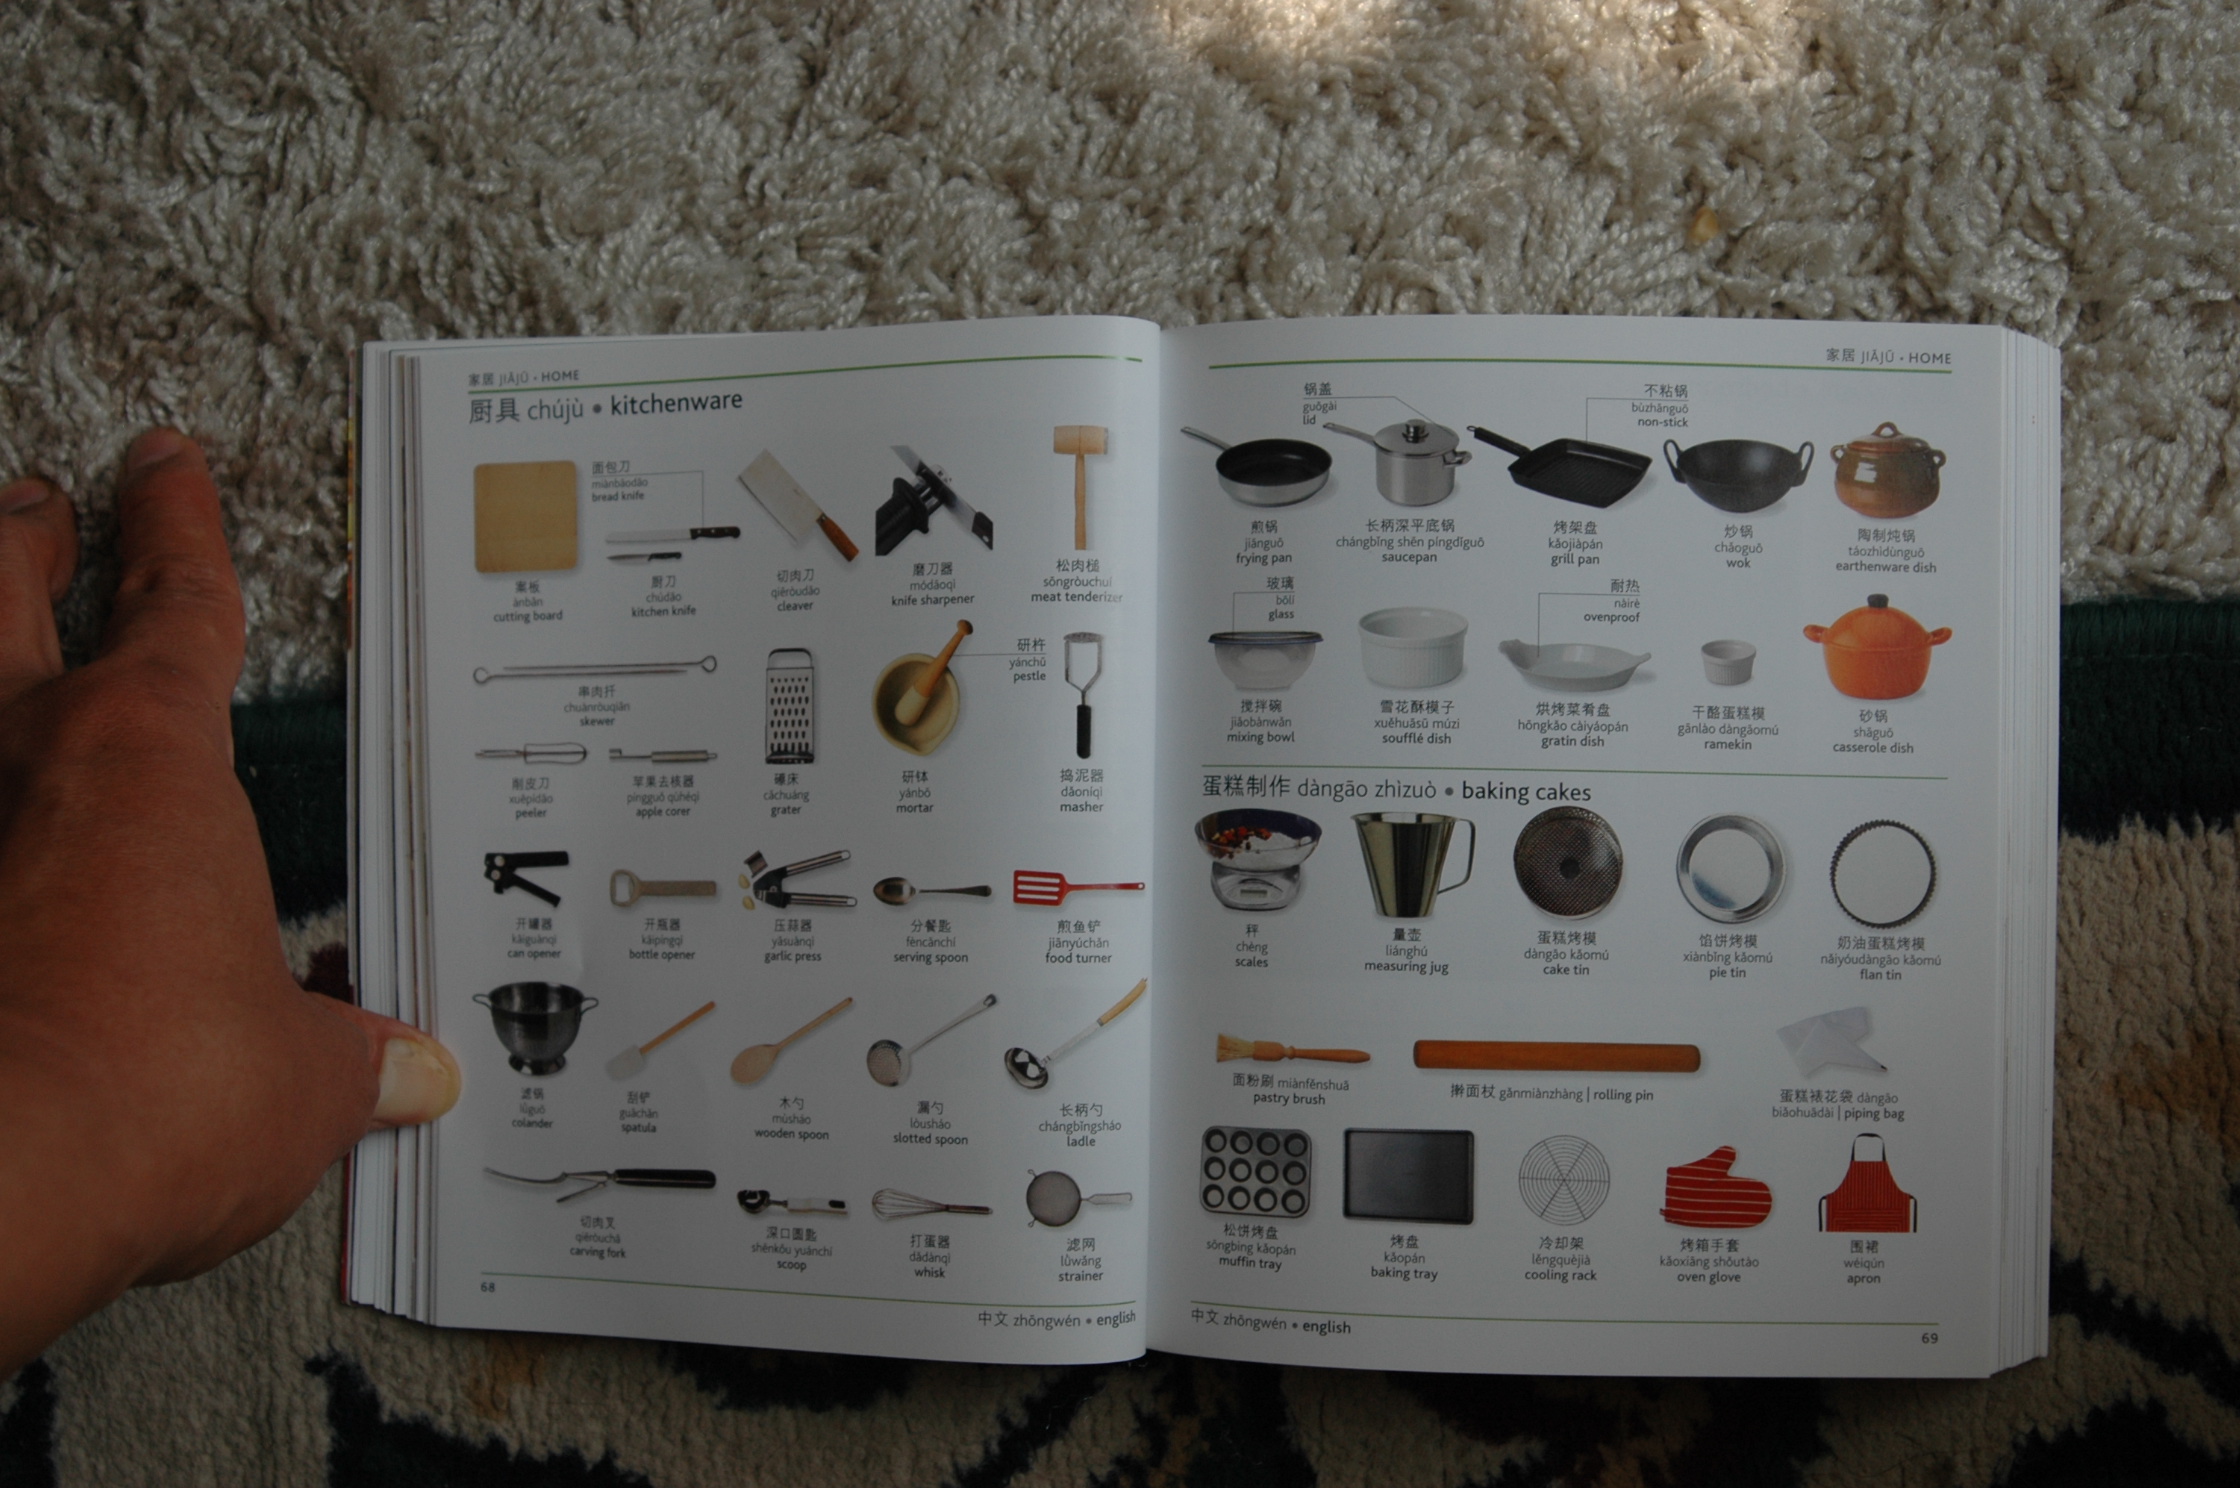 家居 JIĀJŪ • HOME
厨具 chújù • kitchenware
面包刀
miànbāodāo
bread knife
案板
ànbǎn
cutting board
厨刀
chúdāo
kitchen knife
切肉刀
qiēròudāo
cleaver
磨刀器
módāoqì
knife sharpener
松肉槌
sōngròuchuí
meat tenderizer
串肉扦
chuànròuqiān
skewer
研杵
yánchǔ
pestle
削皮刀
xuēpídāo
peeler
苹果去核器
píngguǒ qùhéqì
apple corer
礤床
cǎchuáng
grater
研钵
yánbō
mortar
捣泥器
dǎoníqì
masher
开罐器
kāiguànqì
can opener
开瓶器
kāipíngqì
bottle opener
压蒜器
yāsuànqì
garlic press
分餐匙
fēncānchí
serving spoon
煎鱼铲
jiānyúchǎn
food turner
滤锅
lǜguō
colander
刮铲
guāchǎn
spatula
木勺
mùsháo
wooden spoon
漏勺
lòusháo
slotted spoon
长柄勺
chángbǐngsháo
ladle
切肉叉
qiēròuchā
carving fork
深口圆匙
shēnkǒu yuánchí
scoop
打蛋器
dǎdànqì
whisk
滤网
lǜwǎng
strainer
68
中文 zhōngwén • english
家居 JIĀJŪ • HOME
锅盖
guōgài
lid
不粘锅
bùzhānguō
non-stick
煎锅
jiānguō
frying pan
长柄深平底锅
chángbǐng shēn píngdǐguō
saucepan
烤架盘
kǎojiàpán
grill pan
炒锅
chǎoguō
wok
陶制炖锅
táozhìdùnguō
earthenware dish
玻璃
bōlí
glass
耐热
nàirè
ovenproof
搅拌碗
jiǎobànwǎn
mixing bowl
雪花酥模子
xuěhuāsū múzi
soufflé dish
烘烤菜肴盘
hōngkǎo càiyáopán
gratin dish
干酪蛋糕模
gānlào dàngāomú
ramekin
砂锅
shāguō
casserole dish
蛋糕制作 dàngāo zhìzuò • baking cakes
秤
chèng
scales
量壶
liánghú
measuring jug
蛋糕烤模
dàngāo kǎomú
cake tin
馅饼烤模
xiànbǐng kǎomú
pie tin
奶油蛋糕烤模
nǎiyóudàngāo kǎomú
flan tin
面粉刷 miànfěnshuā
pastry brush
擀面杖 gǎnmiànzhàng | rolling pin
蛋糕裱花袋 dàngāo
biǎohuādài | piping bag
松饼烤盘
sōngbǐng kǎopán
muffin tray
烤盘
kǎopán
baking tray
冷却架
lěngquèjià
cooling rack
烤箱手套
kǎoxiāng shǒutào
oven glove
围裙
wéiqún
apron
中文 zhōngwén • english
69